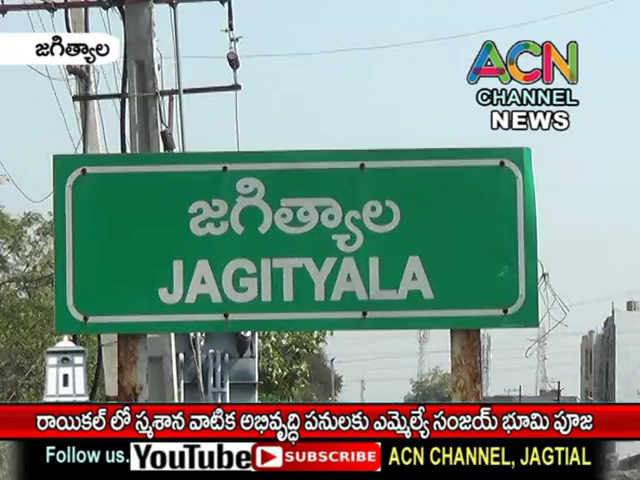 జగిత్యాల
ACN
CHANNEL
NEWS
జగిత్యాల
JAGITYALA
రాయికల్ లో స్మశాన వాటిక అభివృద్ధి పనులకు ఎమ్మెల్యే సంజయ్ భూమి పూజ
Follow us. YouTube SUBSCRIBE ACN CHANNEL, JAGTIAL